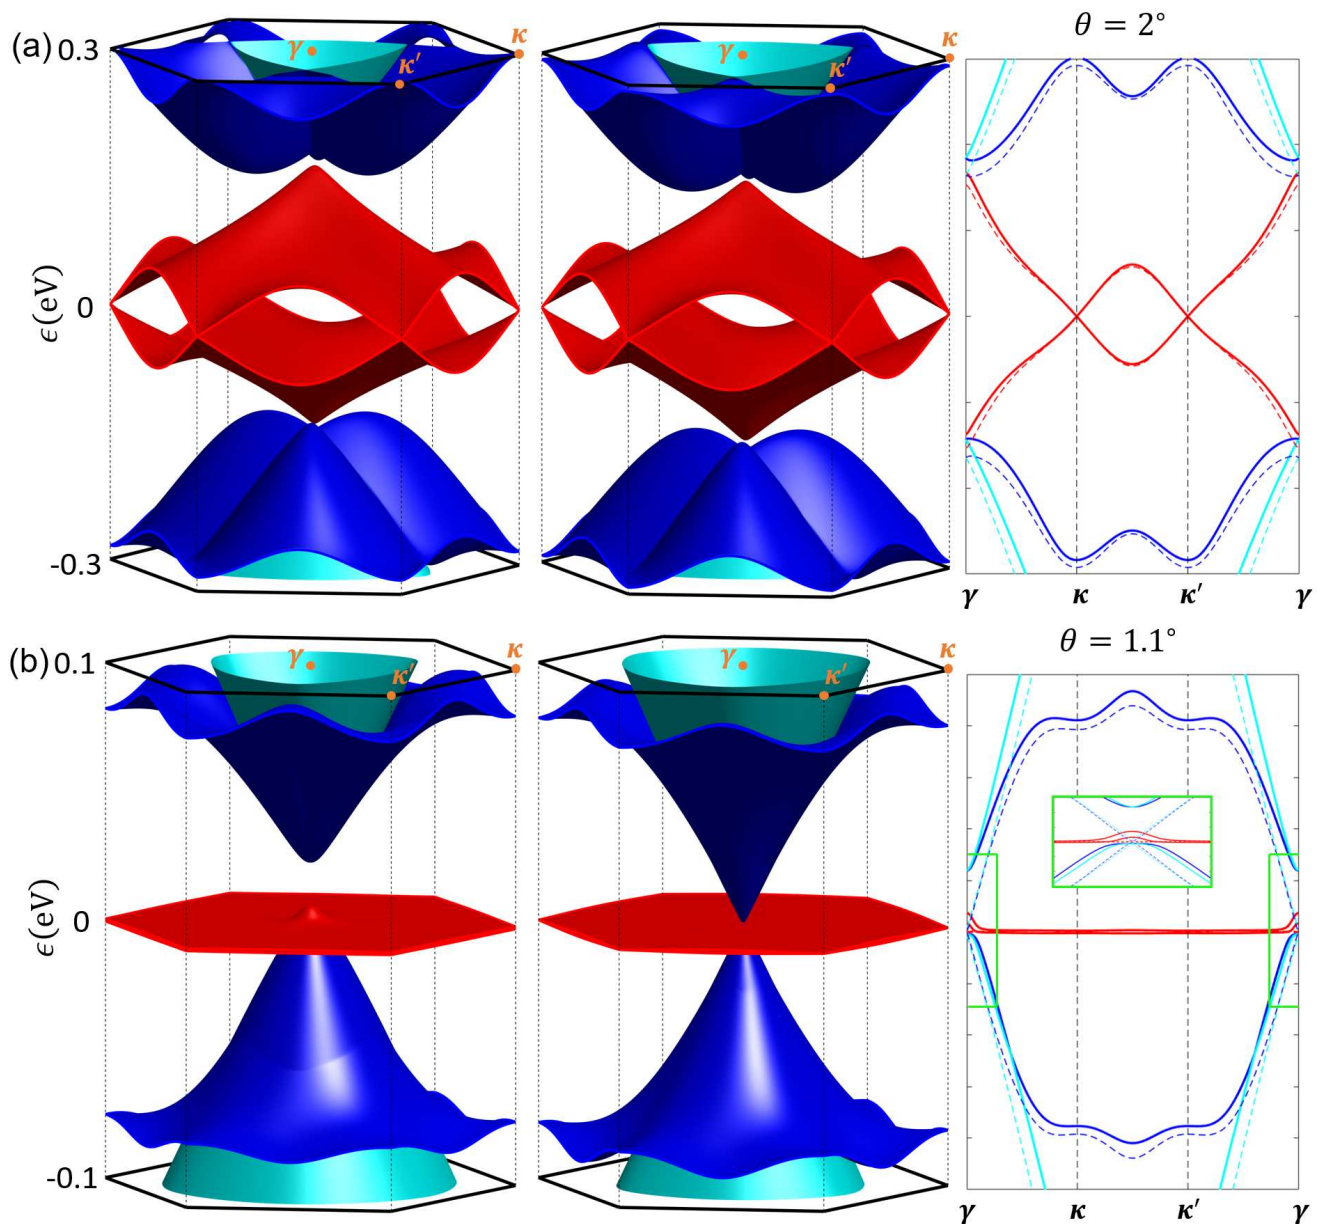 (a)
θ = 2°
0.3
γ
κ
κ′
γ
κ
κ′
ϵ(eV)
0
-0.3
γ κ κ′ γ
(b)
θ = 1.1°
0.1
γ
κ
κ′
γ
κ
κ′
ϵ(eV)
0
-0.1
γ κ κ′ γ